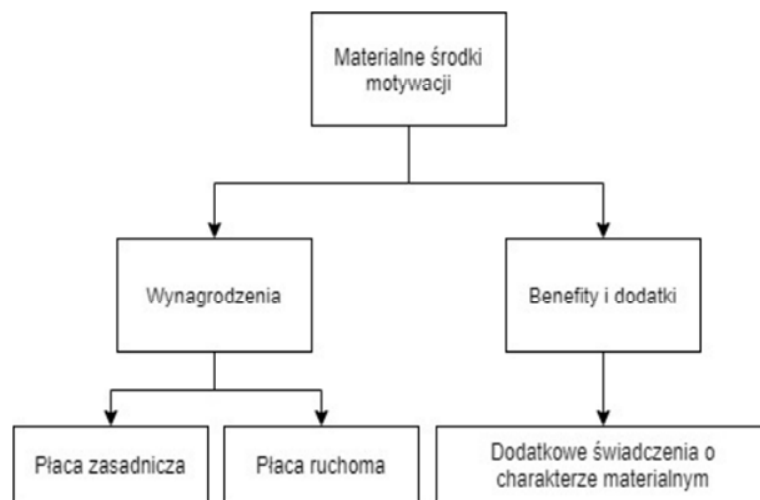 Materialne środki
motywacji
Wynagrodzenia
Benefity i dodatki
Płaca zasadnicza
Płaca ruchoma
Dodatkowe świadczenia o
charakterze materialnym